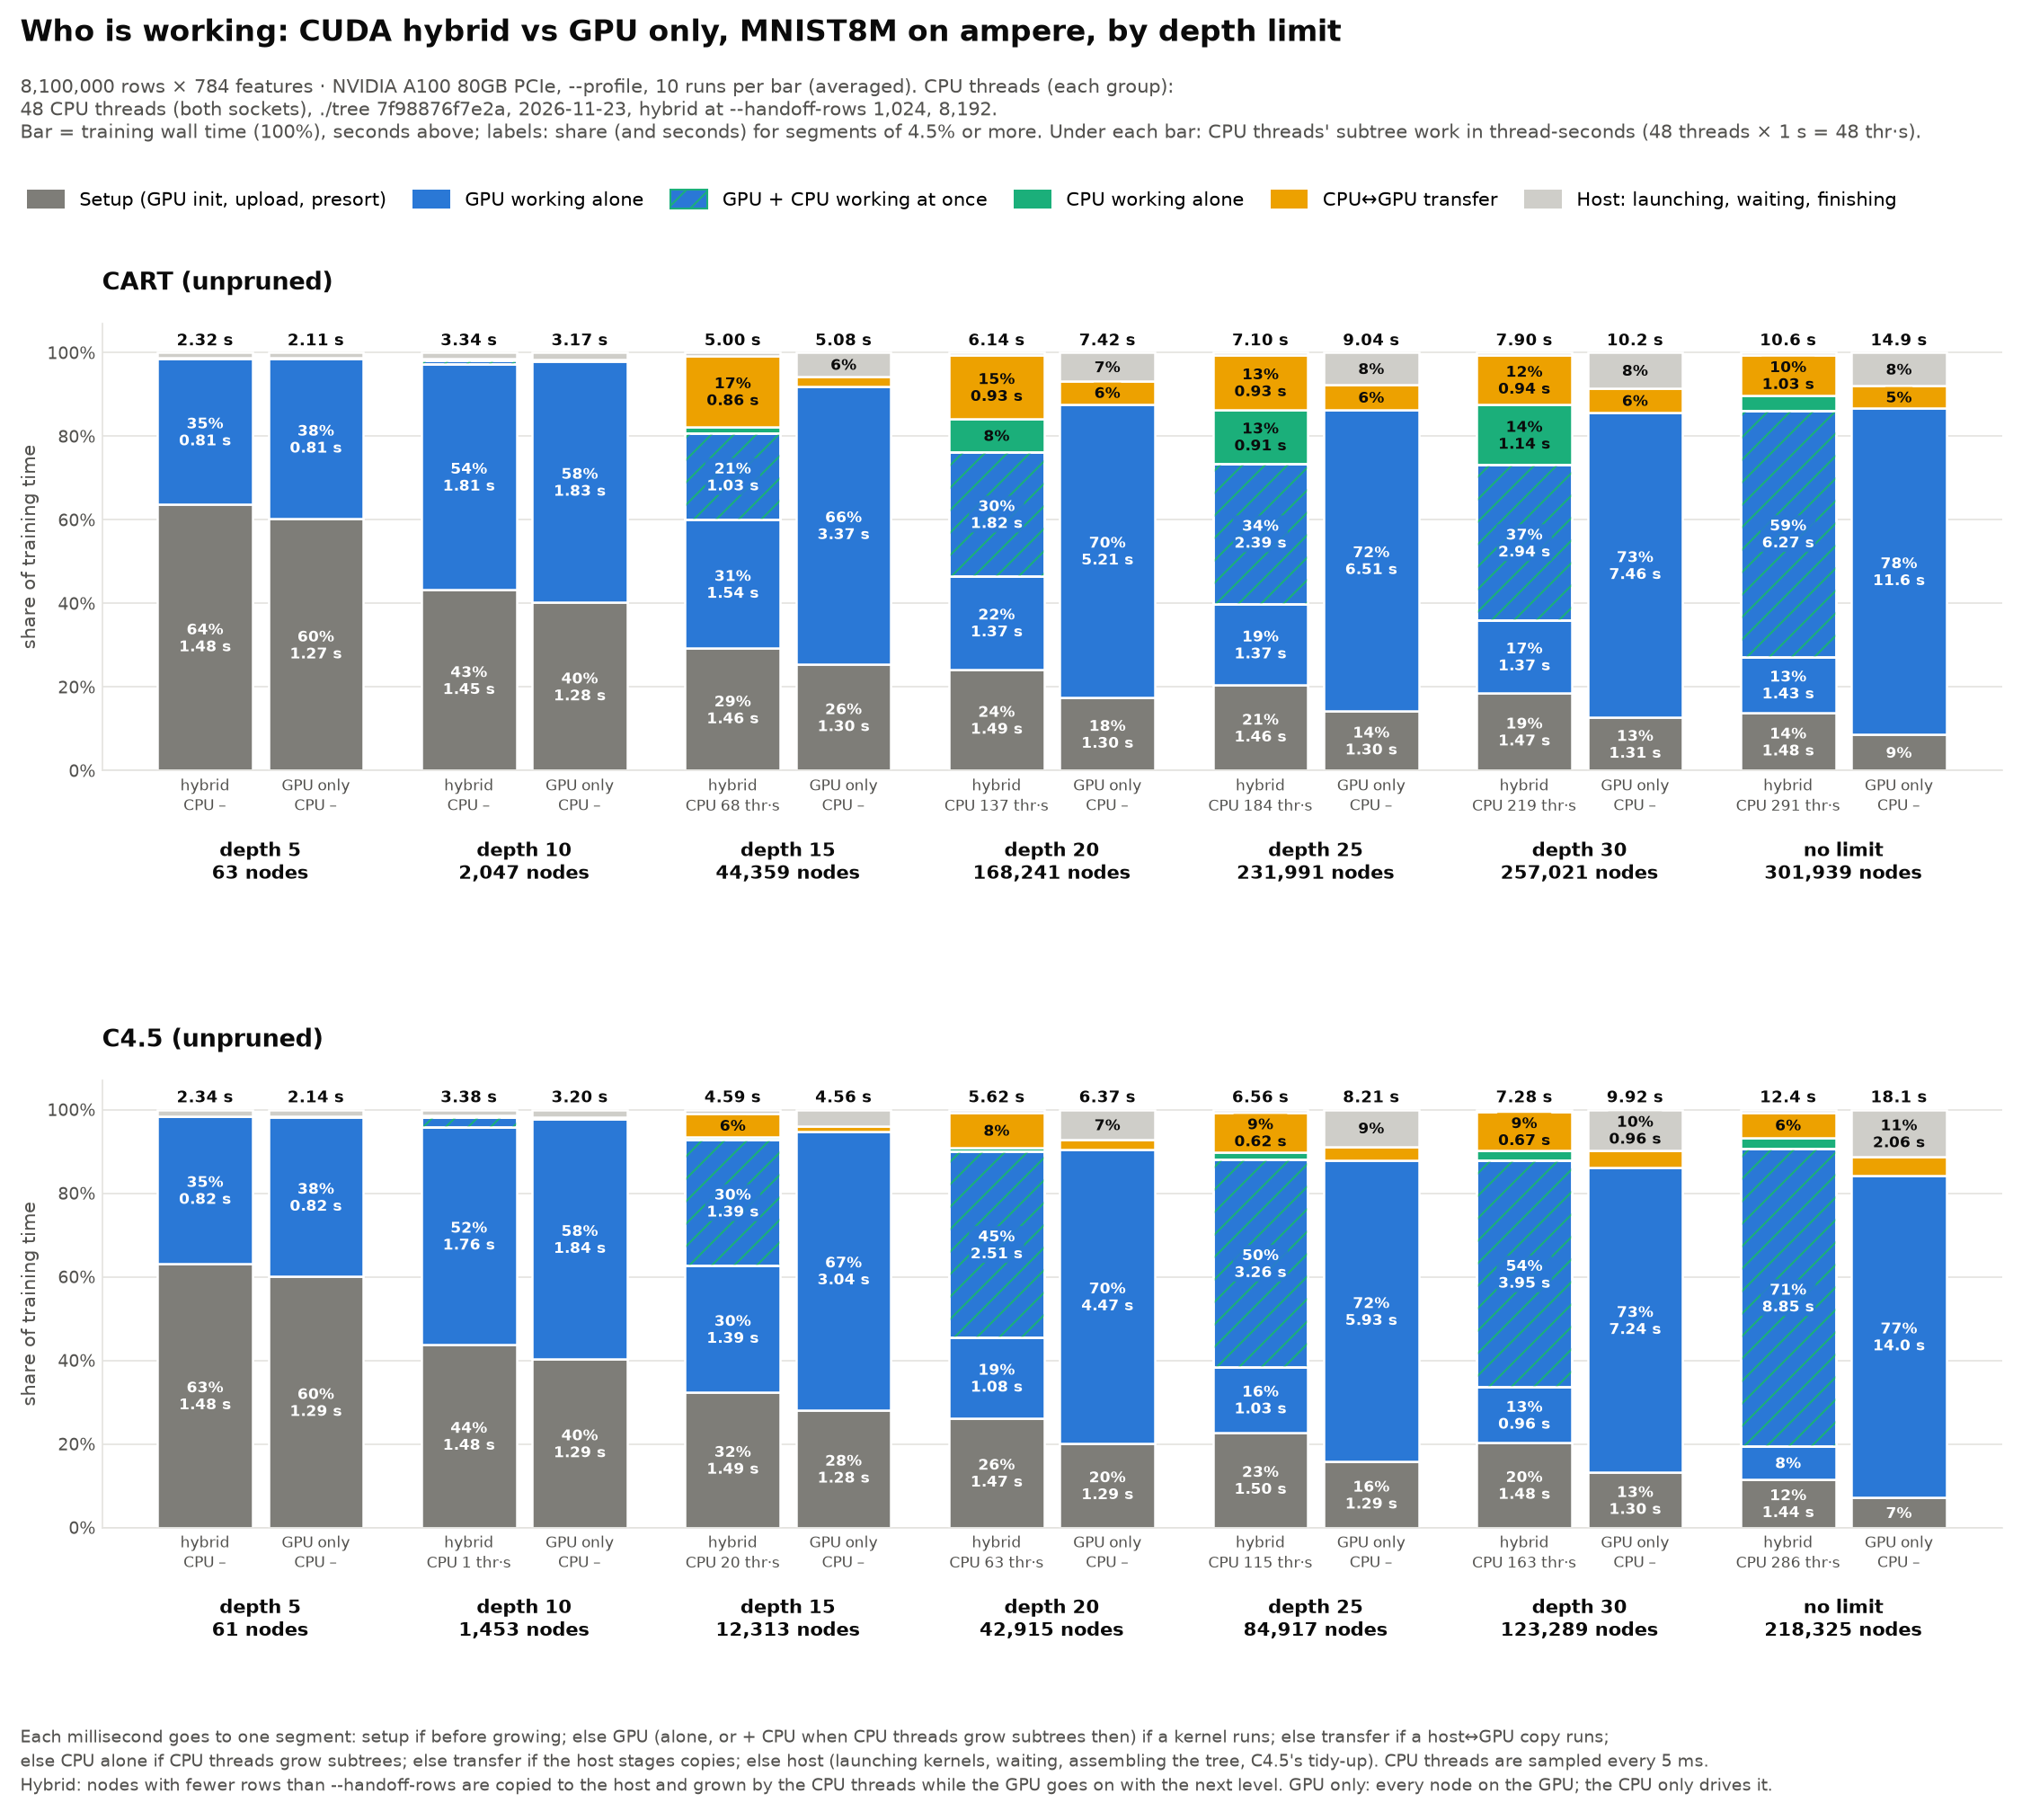 Who is working: CUDA hybrid vs GPU only, MNIST8M on ampere, by depth limit
8,100,000 rows × 784 features · NVIDIA A100 80GB PCIe, --profile, 10 runs per bar (averaged). CPU threads (each group):
48 CPU threads (both sockets), ./tree 7f98876f7e2a, 2026-11-23, hybrid at --handoff-rows 1,024, 8,192.
Bar = training wall time (100%), seconds above; labels: share (and seconds) for segments of 4.5% or more. Under each bar: CPU threads' subtree work in thread-seconds (48 threads × 1 s = 48 thr·s).
Setup (GPU init, upload, presort) GPU working alone GPU + CPU working at once CPU working alone CPU↔GPU transfer Host: launching, waiting, finishing
CART (unpruned)
2.32 s 2.11 s 3.34 s 3.17 s 5.00 s 5.08 s 6.14 s 7.42 s 7.10 s 9.04 s 7.90 s 10.2 s 10.6 s 14.9 s
share of training time
100%
80%
60%
40%
20%
0%
64%
1.48 s
35%
0.81 s
60%
1.27 s
38%
0.81 s
43%
1.45 s
54%
1.81 s
40%
1.28 s
58%
1.83 s
29%
1.46 s
31%
1.54 s
21%
1.03 s
17%
0.86 s
26%
1.30 s
66%
3.37 s
6%
24%
1.49 s
22%
1.37 s
30%
1.82 s
8%
15%
0.93 s
18%
1.30 s
70%
5.21 s
6%
7%
21%
1.46 s
19%
1.37 s
34%
2.39 s
13%
0.91 s
13%
0.93 s
14%
1.30 s
72%
6.51 s
6%
8%
19%
1.47 s
17%
1.37 s
37%
2.94 s
14%
1.14 s
12%
0.94 s
13%
1.31 s
73%
7.46 s
6%
8%
14%
1.48 s
13%
1.43 s
59%
6.27 s
10%
1.03 s
9%
78%
11.6 s
5%
8%
hybrid GPU only hybrid GPU only hybrid GPU only hybrid GPU only hybrid GPU only hybrid GPU only hybrid GPU only
CPU – CPU – CPU – CPU – CPU 68 thr·s CPU – CPU 137 thr·s CPU – CPU 184 thr·s CPU – CPU 219 thr·s CPU – CPU 291 thr·s CPU –
depth 5 depth 10 depth 15 depth 20 depth 25 depth 30 no limit
63 nodes 2,047 nodes 44,359 nodes 168,241 nodes 231,991 nodes 257,021 nodes 301,939 nodes
C4.5 (unpruned)
2.34 s 2.14 s 3.38 s 3.20 s 4.59 s 4.56 s 5.62 s 6.37 s 6.56 s 8.21 s 7.28 s 9.92 s 12.4 s 18.1 s
share of training time
100%
80%
60%
40%
20%
0%
63%
1.48 s
35%
0.82 s
60%
1.29 s
38%
0.82 s
44%
1.48 s
52%
1.76 s
40%
1.29 s
58%
1.84 s
32%
1.49 s
30%
1.39 s
30%
1.39 s
6%
28%
1.28 s
67%
3.04 s
26%
1.47 s
19%
1.08 s
45%
2.51 s
8%
20%
1.29 s
70%
4.47 s
7%
23%
1.50 s
16%
1.03 s
50%
3.26 s
9%
0.62 s
16%
1.29 s
72%
5.93 s
9%
20%
1.48 s
13%
0.96 s
54%
3.95 s
9%
0.67 s
13%
1.30 s
73%
7.24 s
10%
0.96 s
12%
1.44 s
8%
71%
8.85 s
6%
7%
77%
14.0 s
11%
2.06 s
hybrid GPU only hybrid GPU only hybrid GPU only hybrid GPU only hybrid GPU only hybrid GPU only hybrid GPU only
CPU – CPU – CPU 1 thr·s CPU – CPU 20 thr·s CPU – CPU 63 thr·s CPU – CPU 115 thr·s CPU – CPU 163 thr·s CPU – CPU 286 thr·s CPU –
depth 5 depth 10 depth 15 depth 20 depth 25 depth 30 no limit
61 nodes 1,453 nodes 12,313 nodes 42,915 nodes 84,917 nodes 123,289 nodes 218,325 nodes
Each millisecond goes to one segment: setup if before growing; else GPU (alone, or + CPU when CPU threads grow subtrees then) if a kernel runs; else transfer if a host↔GPU copy runs;
else CPU alone if CPU threads grow subtrees; else transfer if the host stages copies; else host (launching kernels, waiting, assembling the tree, C4.5's tidy-up). CPU threads are sampled every 5 ms.
Hybrid: nodes with fewer rows than --handoff-rows are copied to the host and grown by the CPU threads while the GPU goes on with the next level. GPU only: every node on the GPU; the CPU only drives it.